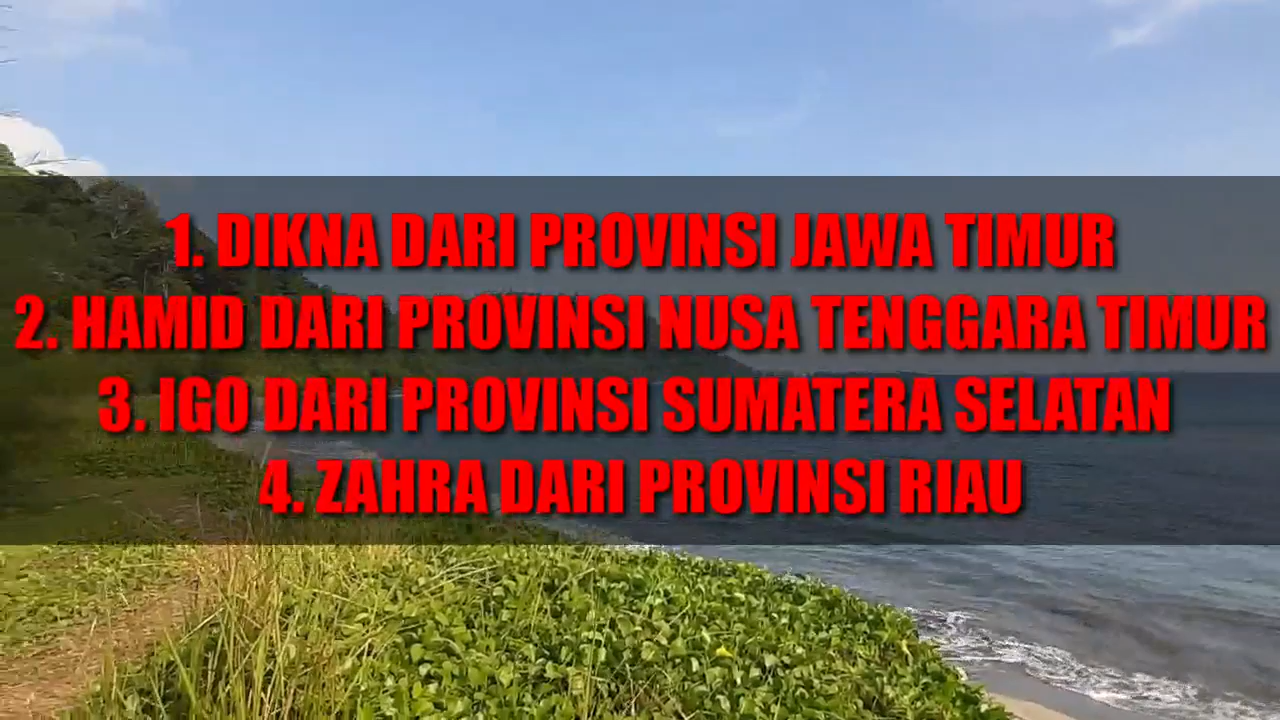 1. DIKNA DARI PROVINSI JAWA TIMUR
2. HAMID DARI PROVINSI NUSA TENGGARA TIMUR
3. IGO DARI PROVINSI SUMATERA SELATAN
4. ZAHRA DARI PROVINSI RIAU